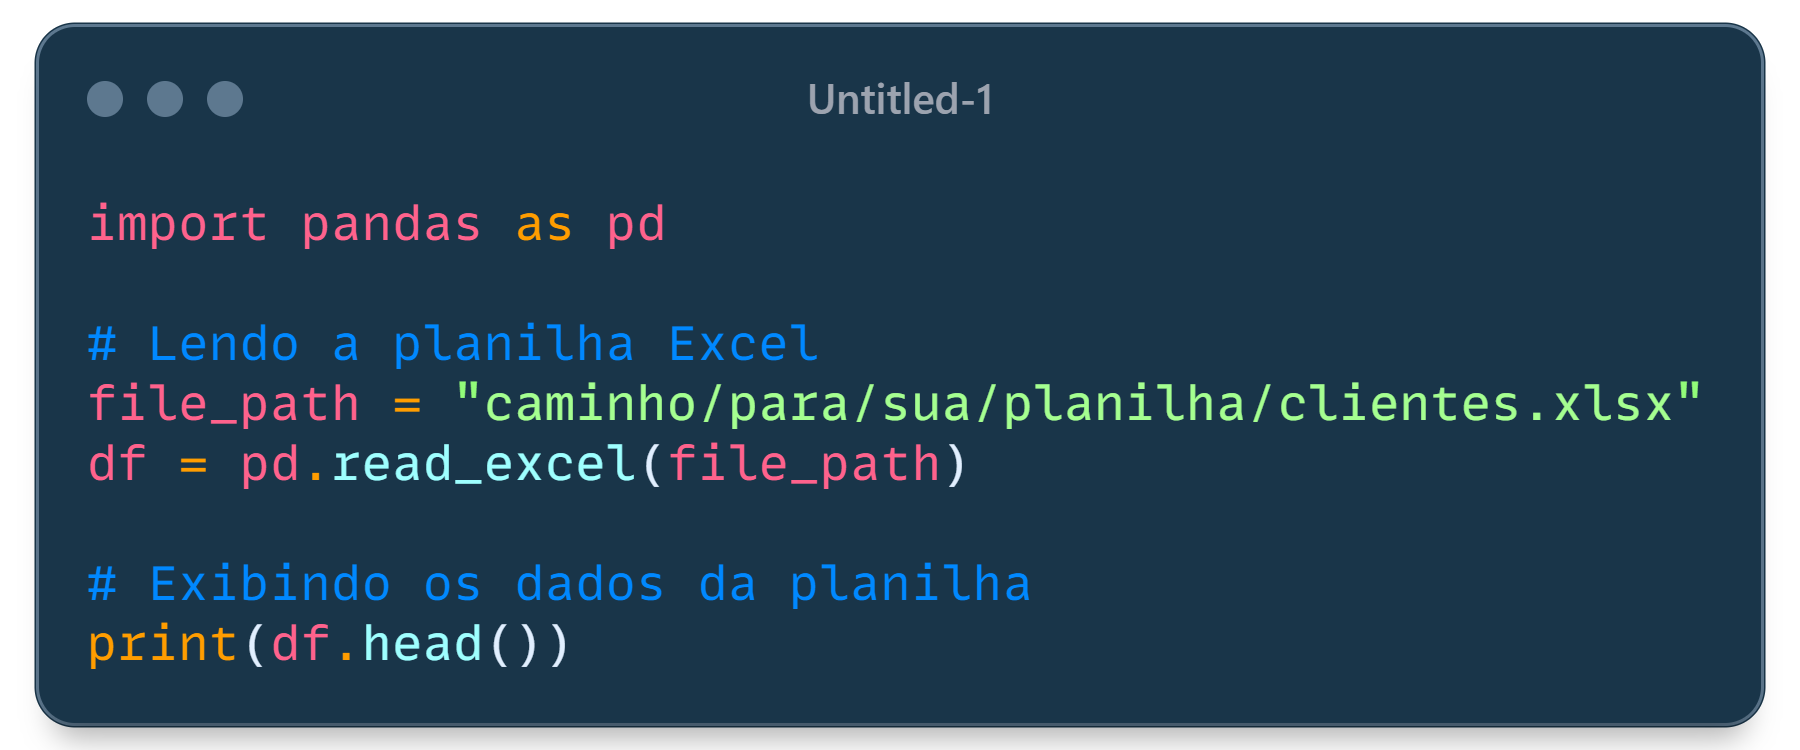 Untitled-1
import pandas as pd
# Lendo a planilha Excel
file_path = "caminho/para/sua/planilha/clientes.xlsx"
df = pd.read_excel(file_path)
# Exibindo os dados da planilha
print(df.head())